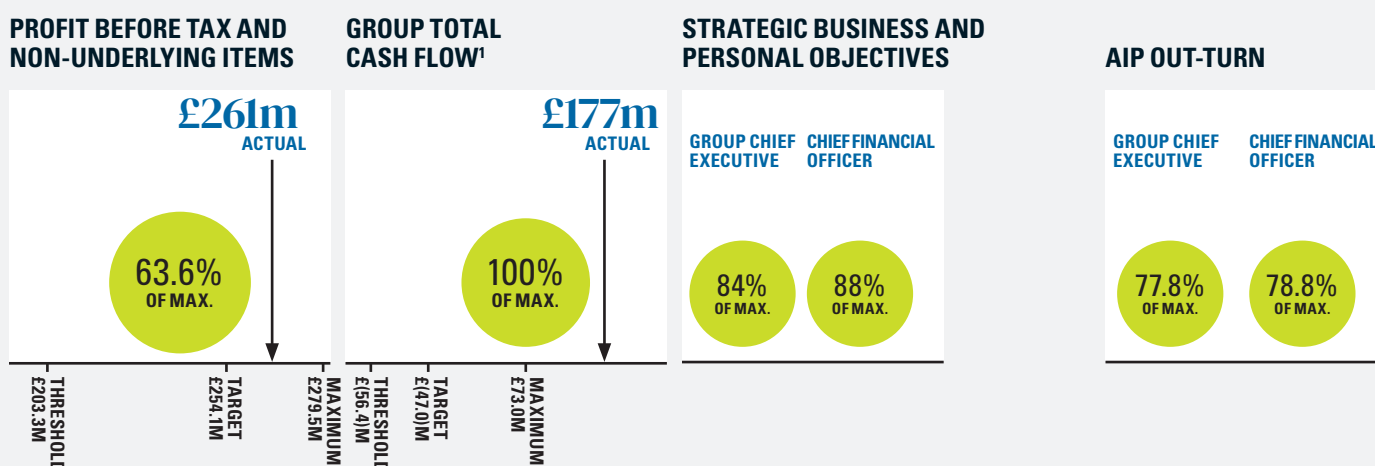 PROFIT BEFORE TAX AND
NON-UNDERLYING ITEMS
£261m
ACTUAL
63.6%
OF MAX.
THRESHOLD
£203.3M
TARGET
£254.1M
MAXIMUM
£279.5M
GROUP TOTAL
CASH FLOW¹
£177m
ACTUAL
100%
OF MAX.
THRESHOLD
£(56.4)M
TARGET
£(47.0)M
MAXIMUM
£73.0M
STRATEGIC BUSINESS AND
PERSONAL OBJECTIVES
GROUP CHIEF
EXECUTIVE
84%
OF MAX.
CHIEF FINANCIAL
OFFICER
88%
OF MAX.
AIP OUT-TURN
GROUP CHIEF
EXECUTIVE
77.8%
OF MAX.
CHIEF FINANCIAL
OFFICER
78.8%
OF MAX.